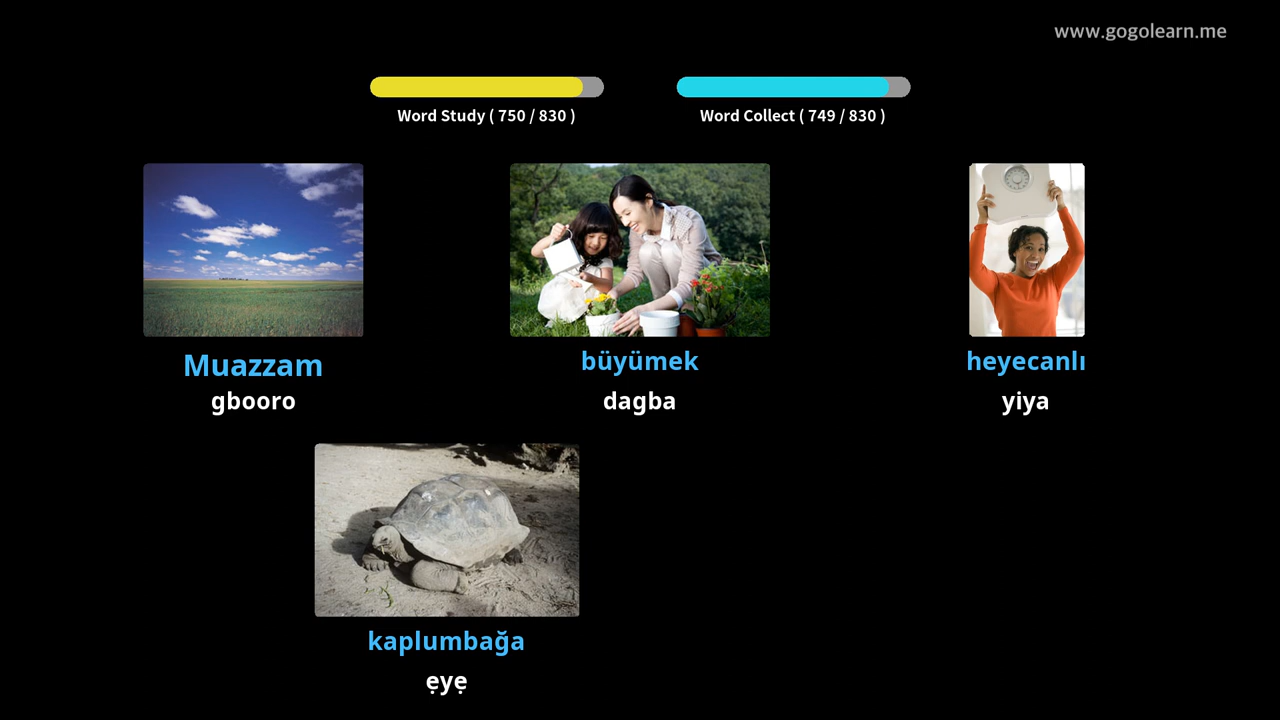 www.gogolearn.me
Word Study ( 750 / 830 )
Word Collect ( 749 / 830 )
Muazzam
gbooro
büyümek
dagba
heyecanlı
yiya
kaplumbağa
ẹyẹ